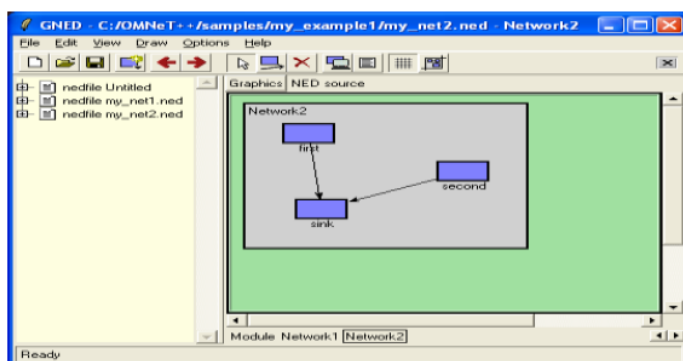 GNED - C:/OMNeT++/samples/my_example1/my_net2.ned - Network2
File Edit View Draw Options Help
nedfile Untitled
nedfile my_net1.ned
nedfile my_net2.ned
Graphics NED source
Network2
first
second
sink
Module Network1 Network2
Ready